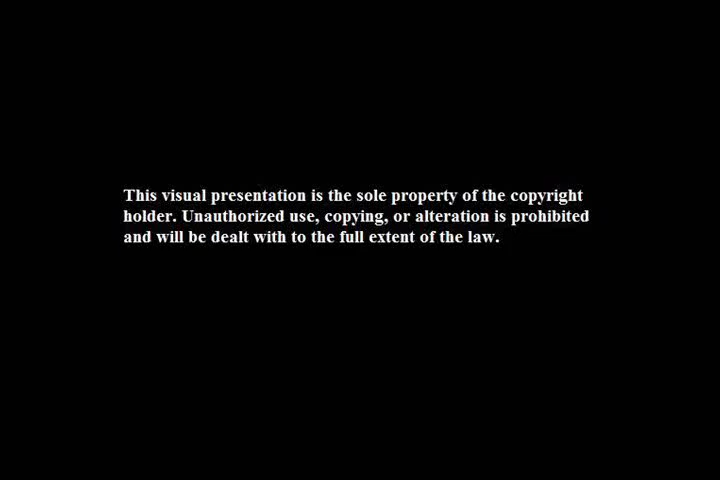 This visual presentation is the sole property of the copyright
holder. Unauthorized use, copying, or alteration is prohibited
and will be dealt with to the full extent of the law.